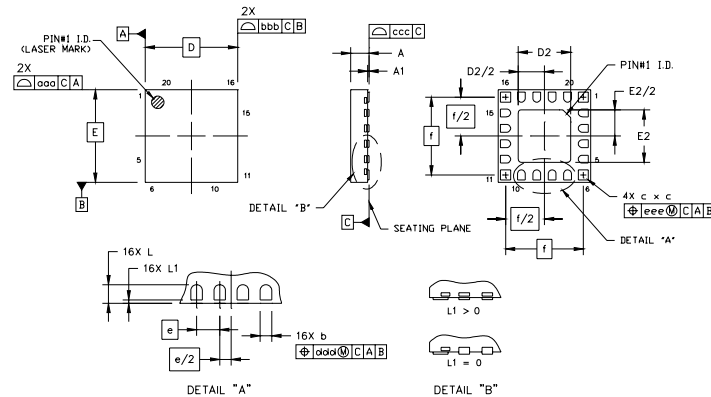 2X
⌓ bbb C B
A
D
PIN#1 I.D.
(LASER MARK)
2X
⌓ aaa C A
20
16
1
15
E
5
11
6
10
B
⌓ ccc C
A
A1
DETAIL "B"
C
SEATING PLANE
D2
D2/2
PIN#1 I.D.
16
20
15
1
E2/2
f/2
f
E2
5
11
10
6
4X c x c
⌖ eee Ⓜ C A B
f/2
DETAIL "A"
f
16X L
16X L1
e
e/2
16X b
⌖ ddd Ⓜ C A B
DETAIL "A"
L1 > 0
L1 = 0
DETAIL "B"